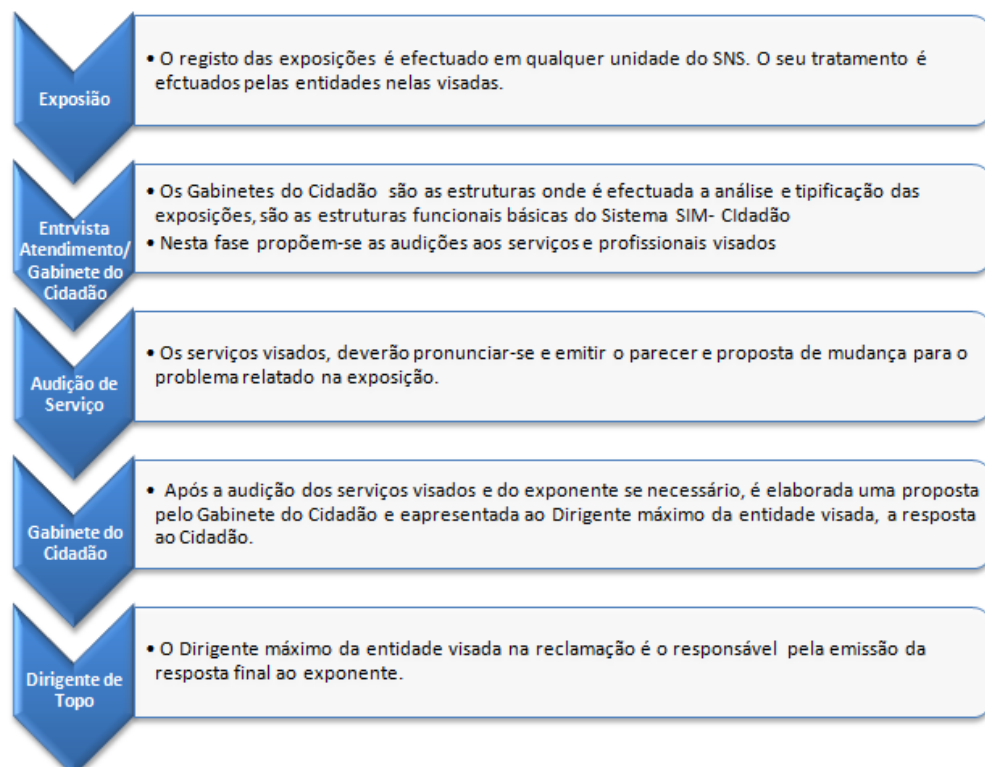 Exposião
• O registo das exposições é efectuado em qualquer unidade do SNS. O seu tratamento é
efctuados pelas entidades nelas visadas.
Entrvista
Atendimento/
Gabinete do
Cidadão
• Os Gabinetes do Cidadão são as estruturas onde é efectuada a análise e tipificação das
exposições, são as estruturas funcionais básicas do Sistema SIM- CIdadão
• Nesta fase propõem-se as audições aos serviços e profissionais visados
Audição de
Serviço
• Os serviços visados, deverão pronunciar-se e emitir o parecer e proposta de mudança para o
problema relatado na exposição.
Gabinete do
Cidadão
• Após a audição dos serviços visados e do exponente se necessário, é elaborada uma proposta
pelo Gabinete do Cidadão e eapresentada ao Dirigente máximo da entidade visada, a resposta
ao Cidadão.
Dirigente de
Topo
• O Dirigente máximo da entidade visada na reclamação é o responsável pela emissão da
resposta final ao exponente.